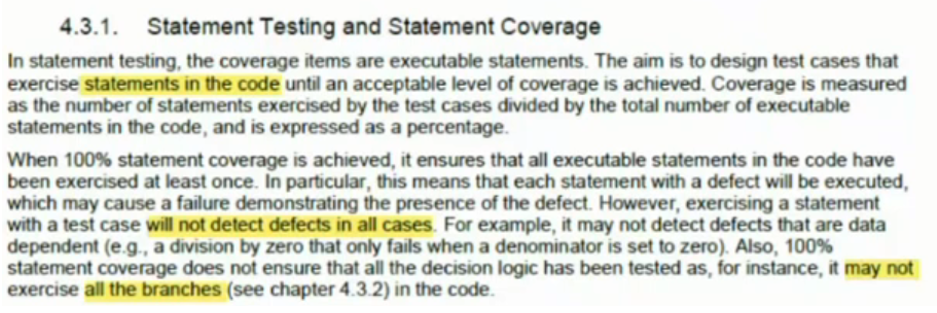 4.3.1. Statement Testing and Statement Coverage
In statement testing, the coverage items are executable statements. The aim is to design test cases that
exercise statements in the code until an acceptable level of coverage is achieved. Coverage is measured
as the number of statements exercised by the test cases divided by the total number of executable
statements in the code, and is expressed as a percentage.
When 100% statement coverage is achieved, it ensures that all executable statements in the code have
been exercised at least once. In particular, this means that each statement with a defect will be executed,
which may cause a failure demonstrating the presence of the defect. However, exercising a statement
with a test case will not detect defects in all cases. For example, it may not detect defects that are data
dependent (e.g., a division by zero that only fails when a denominator is set to zero). Also, 100%
statement coverage does not ensure that all the decision logic has been tested as, for instance, it may not
exercise all the branches (see chapter 4.3.2) in the code.